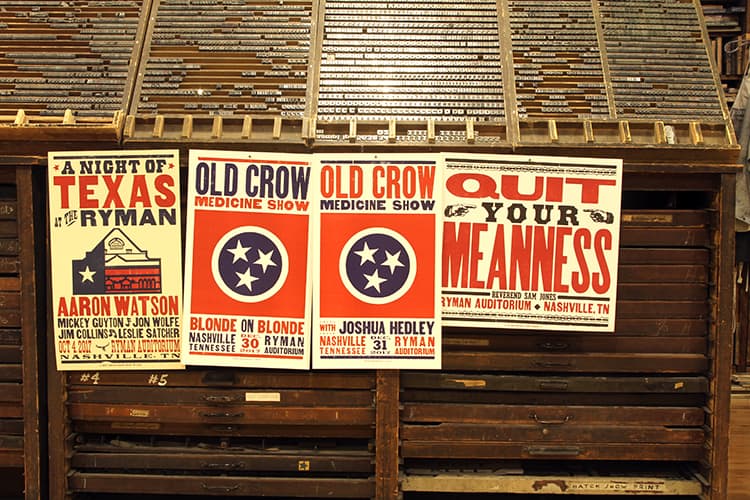 A NIGHT OF
TEXAS
AT THE RYMAN
AARON WATSON
MICKEY GUYTON JON WOLFE
JIM COLLINS LESLIE SATCHER
OCT 4, 2017 RYMAN AUDITORIUM
NASHVILLE, TN
OLD CROW
MEDICINE SHOW
BLONDE ON BLONDE
NASHVILLE TENNESSEE DEC. 30 2017 RYMAN AUDITORIUM
OLD CROW
MEDICINE SHOW
WITH JOSHUA HEDLEY
NASHVILLE TENNESSEE DEC. 31 2017 RYMAN AUDITORIUM
QUIT
YOUR
MEANNESS
REVEREND SAM JONES
RYMAN AUDITORIUM NASHVILLE, TN
#4 #5
HATCH SHOW PRINT